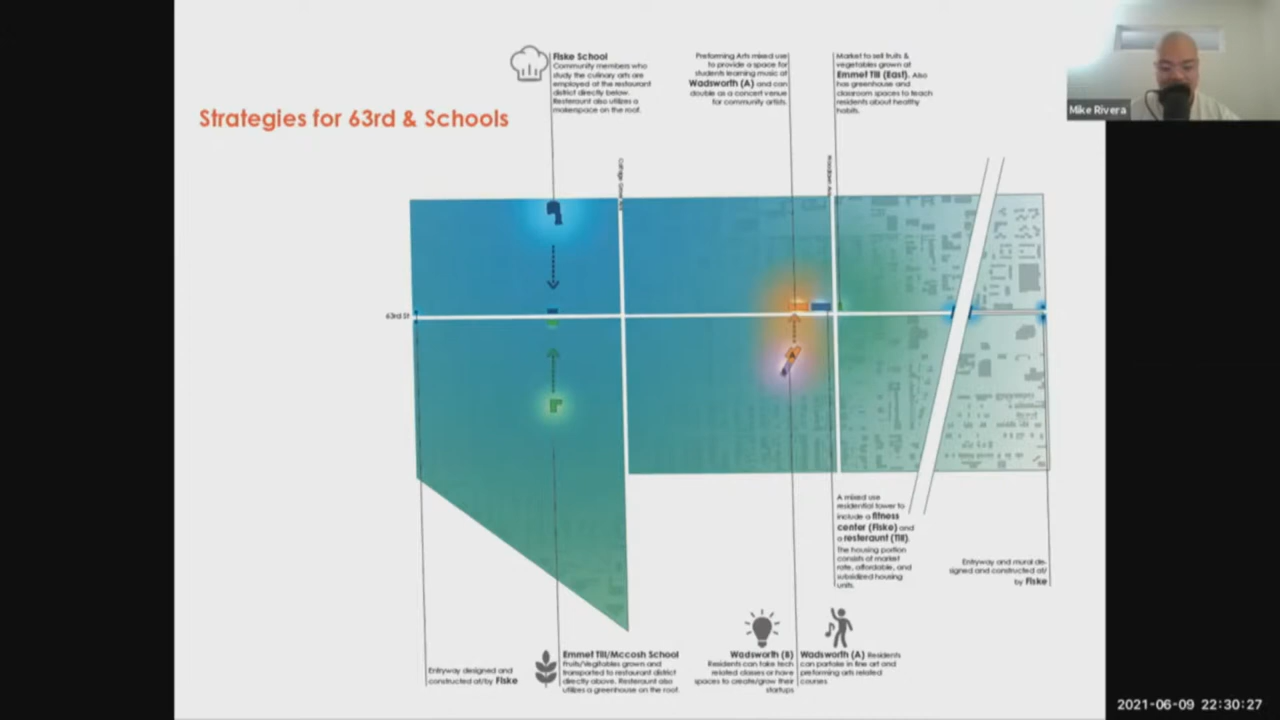 Fiske School
Community members who
study the culinary arts are
employed at the restaurant
district directly below.
Resteraunt also utilizes a
makerspace on the roof.
Preforming Arts mixed use
to provide a space for
students learning music at
Wadsworth (A) and can
double as a concert venue
for community artists.
Market to sell fruits &
vegetables grown at
Emmet Till (East). Also
has greenhouse and
classroom spaces to teach
residents about healthy
habits.
Mike Rivera
Strategies for 63rd & Schools
63rd St
A
A mixed use
residential tower to
include a fitness
center (Fiske) and
a resteraunt (Till).
The housing portion
consists of market
rate, affordable, and
subsidized housing
units.
Entryway and mural de-
signed and constructed at/
by Fiske
Entryway designed and
constructed at/by Fiske
Emmet Till/Mccosh School
Fruits/Vegitables grown and
transported to restaurant district
directly above. Resteraunt also
utilizes a greenhouse on the roof.
Wadsworth (B)
Residents can take tech
related classes or have
spaces to create/grow their
startups
Wadsworth (A) Residents
can partake in fine art and
preforming arts related
courses
2021-06-09 22:30:27